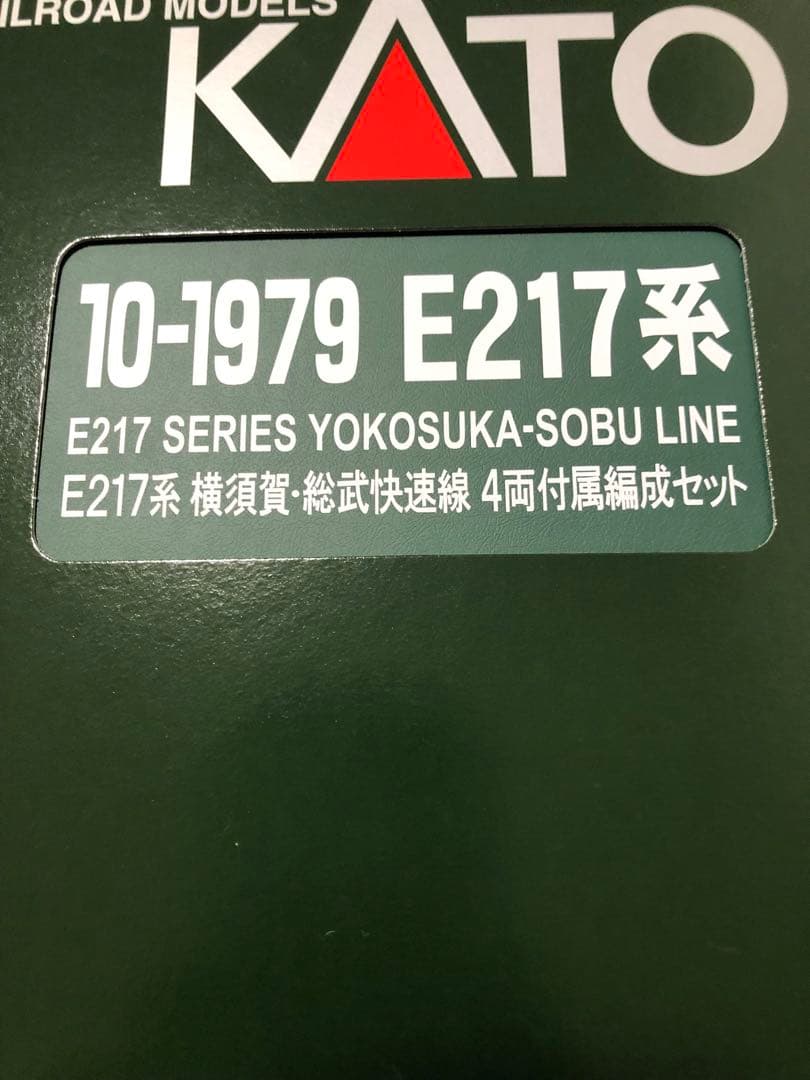 ILROAD MODELS
KATO
10-1979 E217系
E217 SERIES YOKOSUKA-SOBU LINE
E217系 横須賀・総武快速線 4両付属編成セット